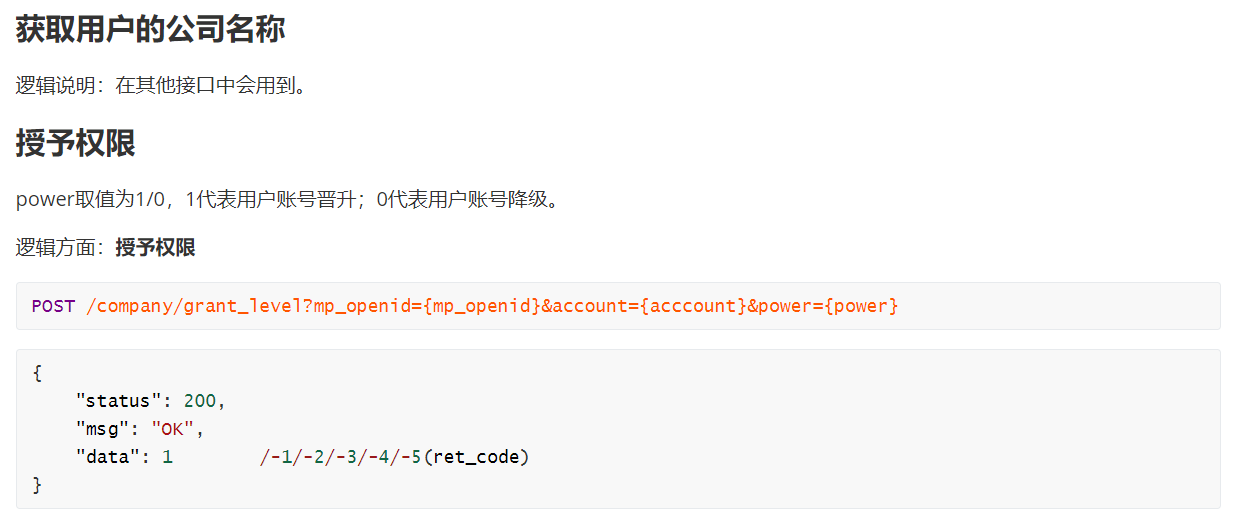 获取用户的公司名称
逻辑说明：在其他接口中会用到。
授予权限
power取值为1/0，1代表用户账号晋升；0代表用户账号降级。
逻辑方面：授予权限
POST /company/grant_level?mp_openid={mp_openid}&account={acccount}&power={power}
{
    "status": 200,
    "msg": "OK",
    "data": 1        /-1/-2/-3/-4/-5(ret_code)
}